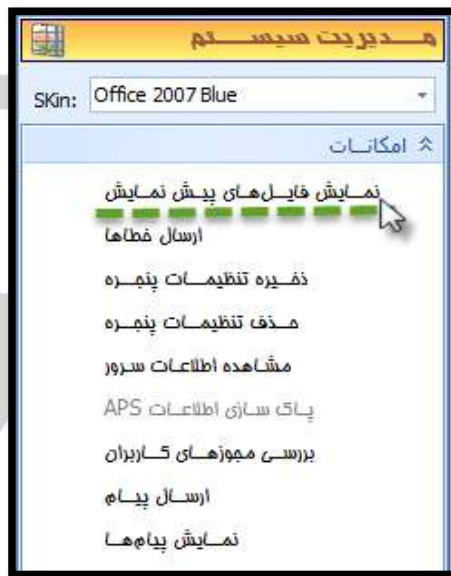 مدیریت سیستم
SKin: Office 2007 Blue
امکانات
نمایش فایل‌های پیش نمایش
ارسال خطاها
ذخیره تنظیمات پنجره
حذف تنظیمات پنجره
مشاهده اطلاعات سرور
پاک سازی اطلاعات APS
بررسی مجوزهای کاربران
ارسال پیام
نمایش پیام‌ها